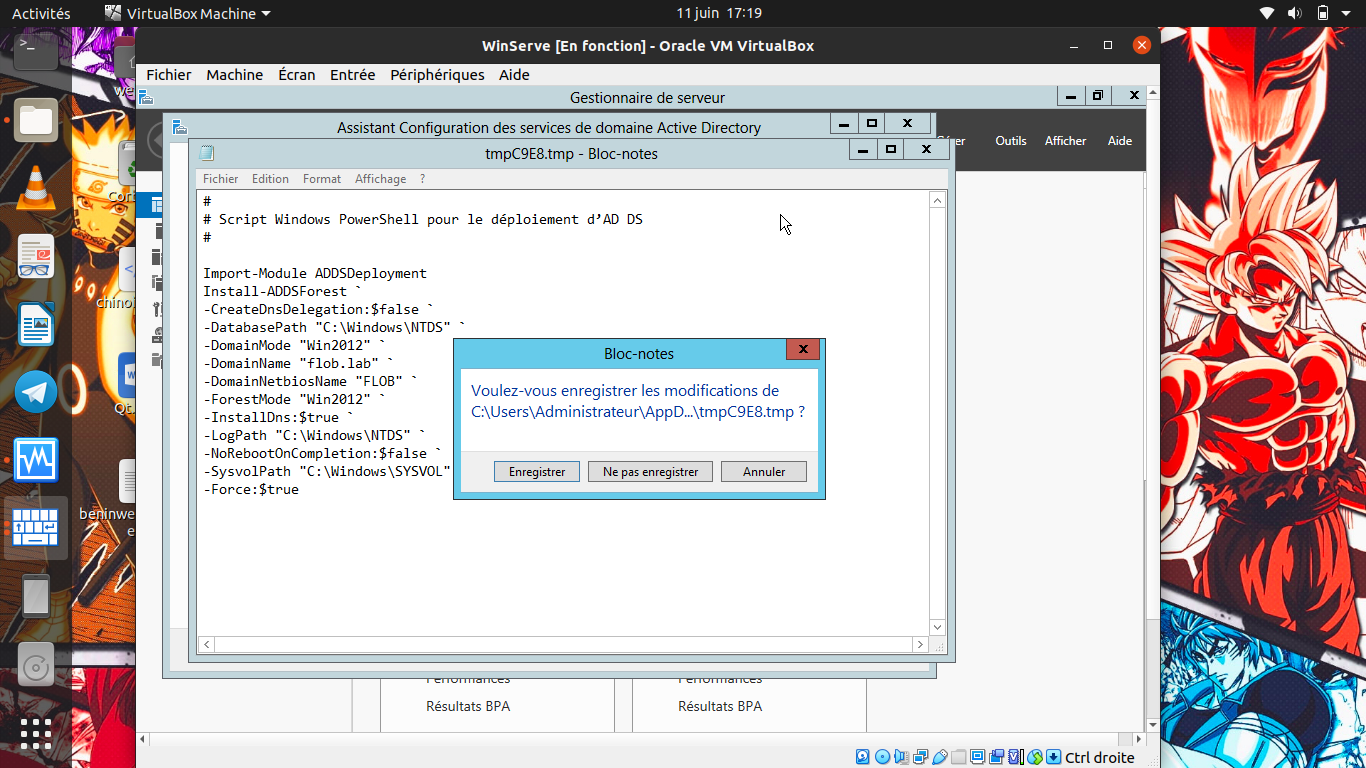 Activités
VirtualBox Machine
11 juin 17:19
WinServe [En fonction] - Oracle VM VirtualBox
Fichier Machine Écran Entrée Périphériques Aide
Gestionnaire de serveur
Assistant Configuration des services de domaine Active Directory
Outils Afficher Aide
tmpC9E8.tmp - Bloc-notes
Fichier Edition Format Affichage ?
#
# Script Windows PowerShell pour le déploiement d’AD DS
#
Import-Module ADDSDeployment
Install-ADDSForest `
-CreateDnsDelegation:$false `
-DatabasePath "C:\Windows\NTDS" `
-DomainMode "Win2012" `
-DomainName "flob.lab" `
-DomainNetbiosName "FLOB" `
-ForestMode "Win2012" `
-InstallDns:$true `
-LogPath "C:\Windows\NTDS" `
-NoRebootOnCompletion:$false `
-SysvolPath "C:\Windows\SYSVOL"
-Force:$true
Bloc-notes
Voulez-vous enregistrer les modifications de
C:\Users\Administrateur\AppD...\tmpC9E8.tmp ?
Enregistrer Ne pas enregistrer Annuler
Performances Performances
Résultats BPA Résultats BPA
Ctrl droite